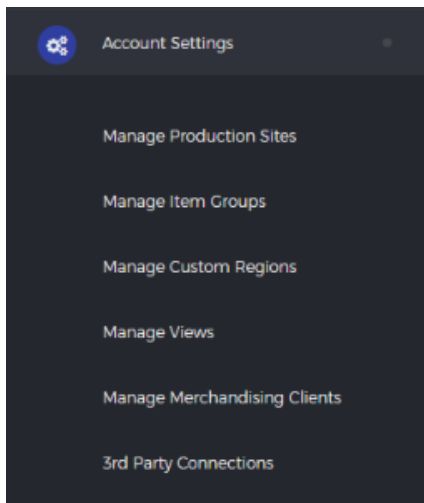 Account Settings
Manage Production Sites
Manage Item Groups
Manage Custom Regions
Manage Views
Manage Merchandising Clients
3rd Party Connections